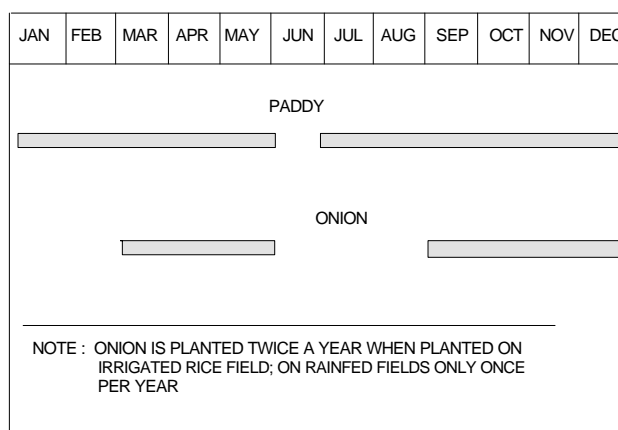 JAN FEB MAR APR MAY JUN JUL AUG SEP OCT NOV DEC
PADDY
ONION
NOTE : ONION IS PLANTED TWICE A YEAR WHEN PLANTED ON
IRRIGATED RICE FIELD; ON RAINFED FIELDS ONLY ONCE
PER YEAR